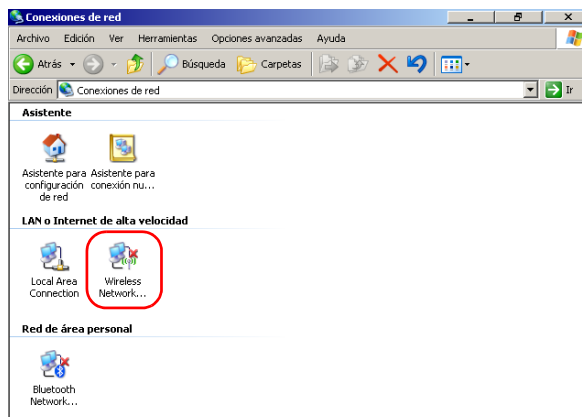 Conexiones de red
Archivo Edición Ver Herramientas Opciones avanzadas Ayuda
Atrás Búsqueda Carpetas
Dirección Conexiones de red Ir
Asistente
Asistente para configuración de red
Asistente para conexión nu...
LAN o Internet de alta velocidad
Local Area Connection
Wireless Network...
Red de área personal
Bluetooth Network...